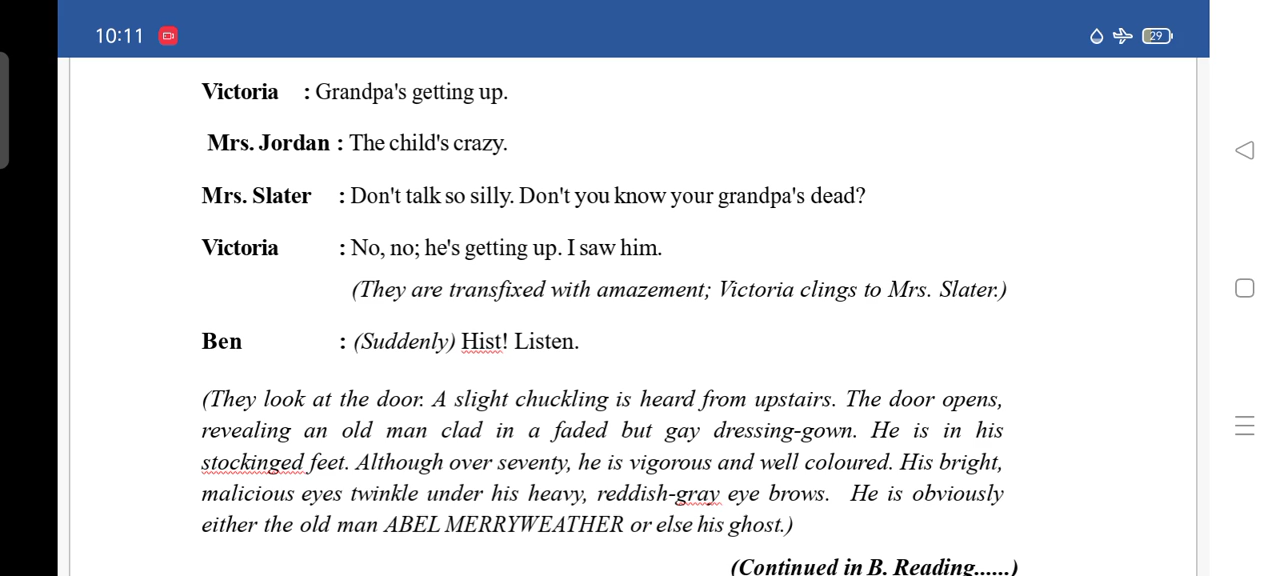 10:11
29
Victoria : Grandpa's getting up.
Mrs. Jordan : The child's crazy.
Mrs. Slater : Don't talk so silly. Don't you know your grandpa's dead?
Victoria : No, no; he's getting up. I saw him.
(They are transfixed with amazement; Victoria clings to Mrs. Slater.)
Ben : (Suddenly) Hist! Listen.
(They look at the door. A slight chuckling is heard from upstairs. The door opens,
revealing an old man clad in a faded but gay dressing-gown. He is in his
stockinged feet. Although over seventy, he is vigorous and well coloured. His bright,
malicious eyes twinkle under his heavy, reddish-gray eye brows. He is obviously
either the old man ABEL MERRYWEATHER or else his ghost.)
(Continued in B. Reading......)